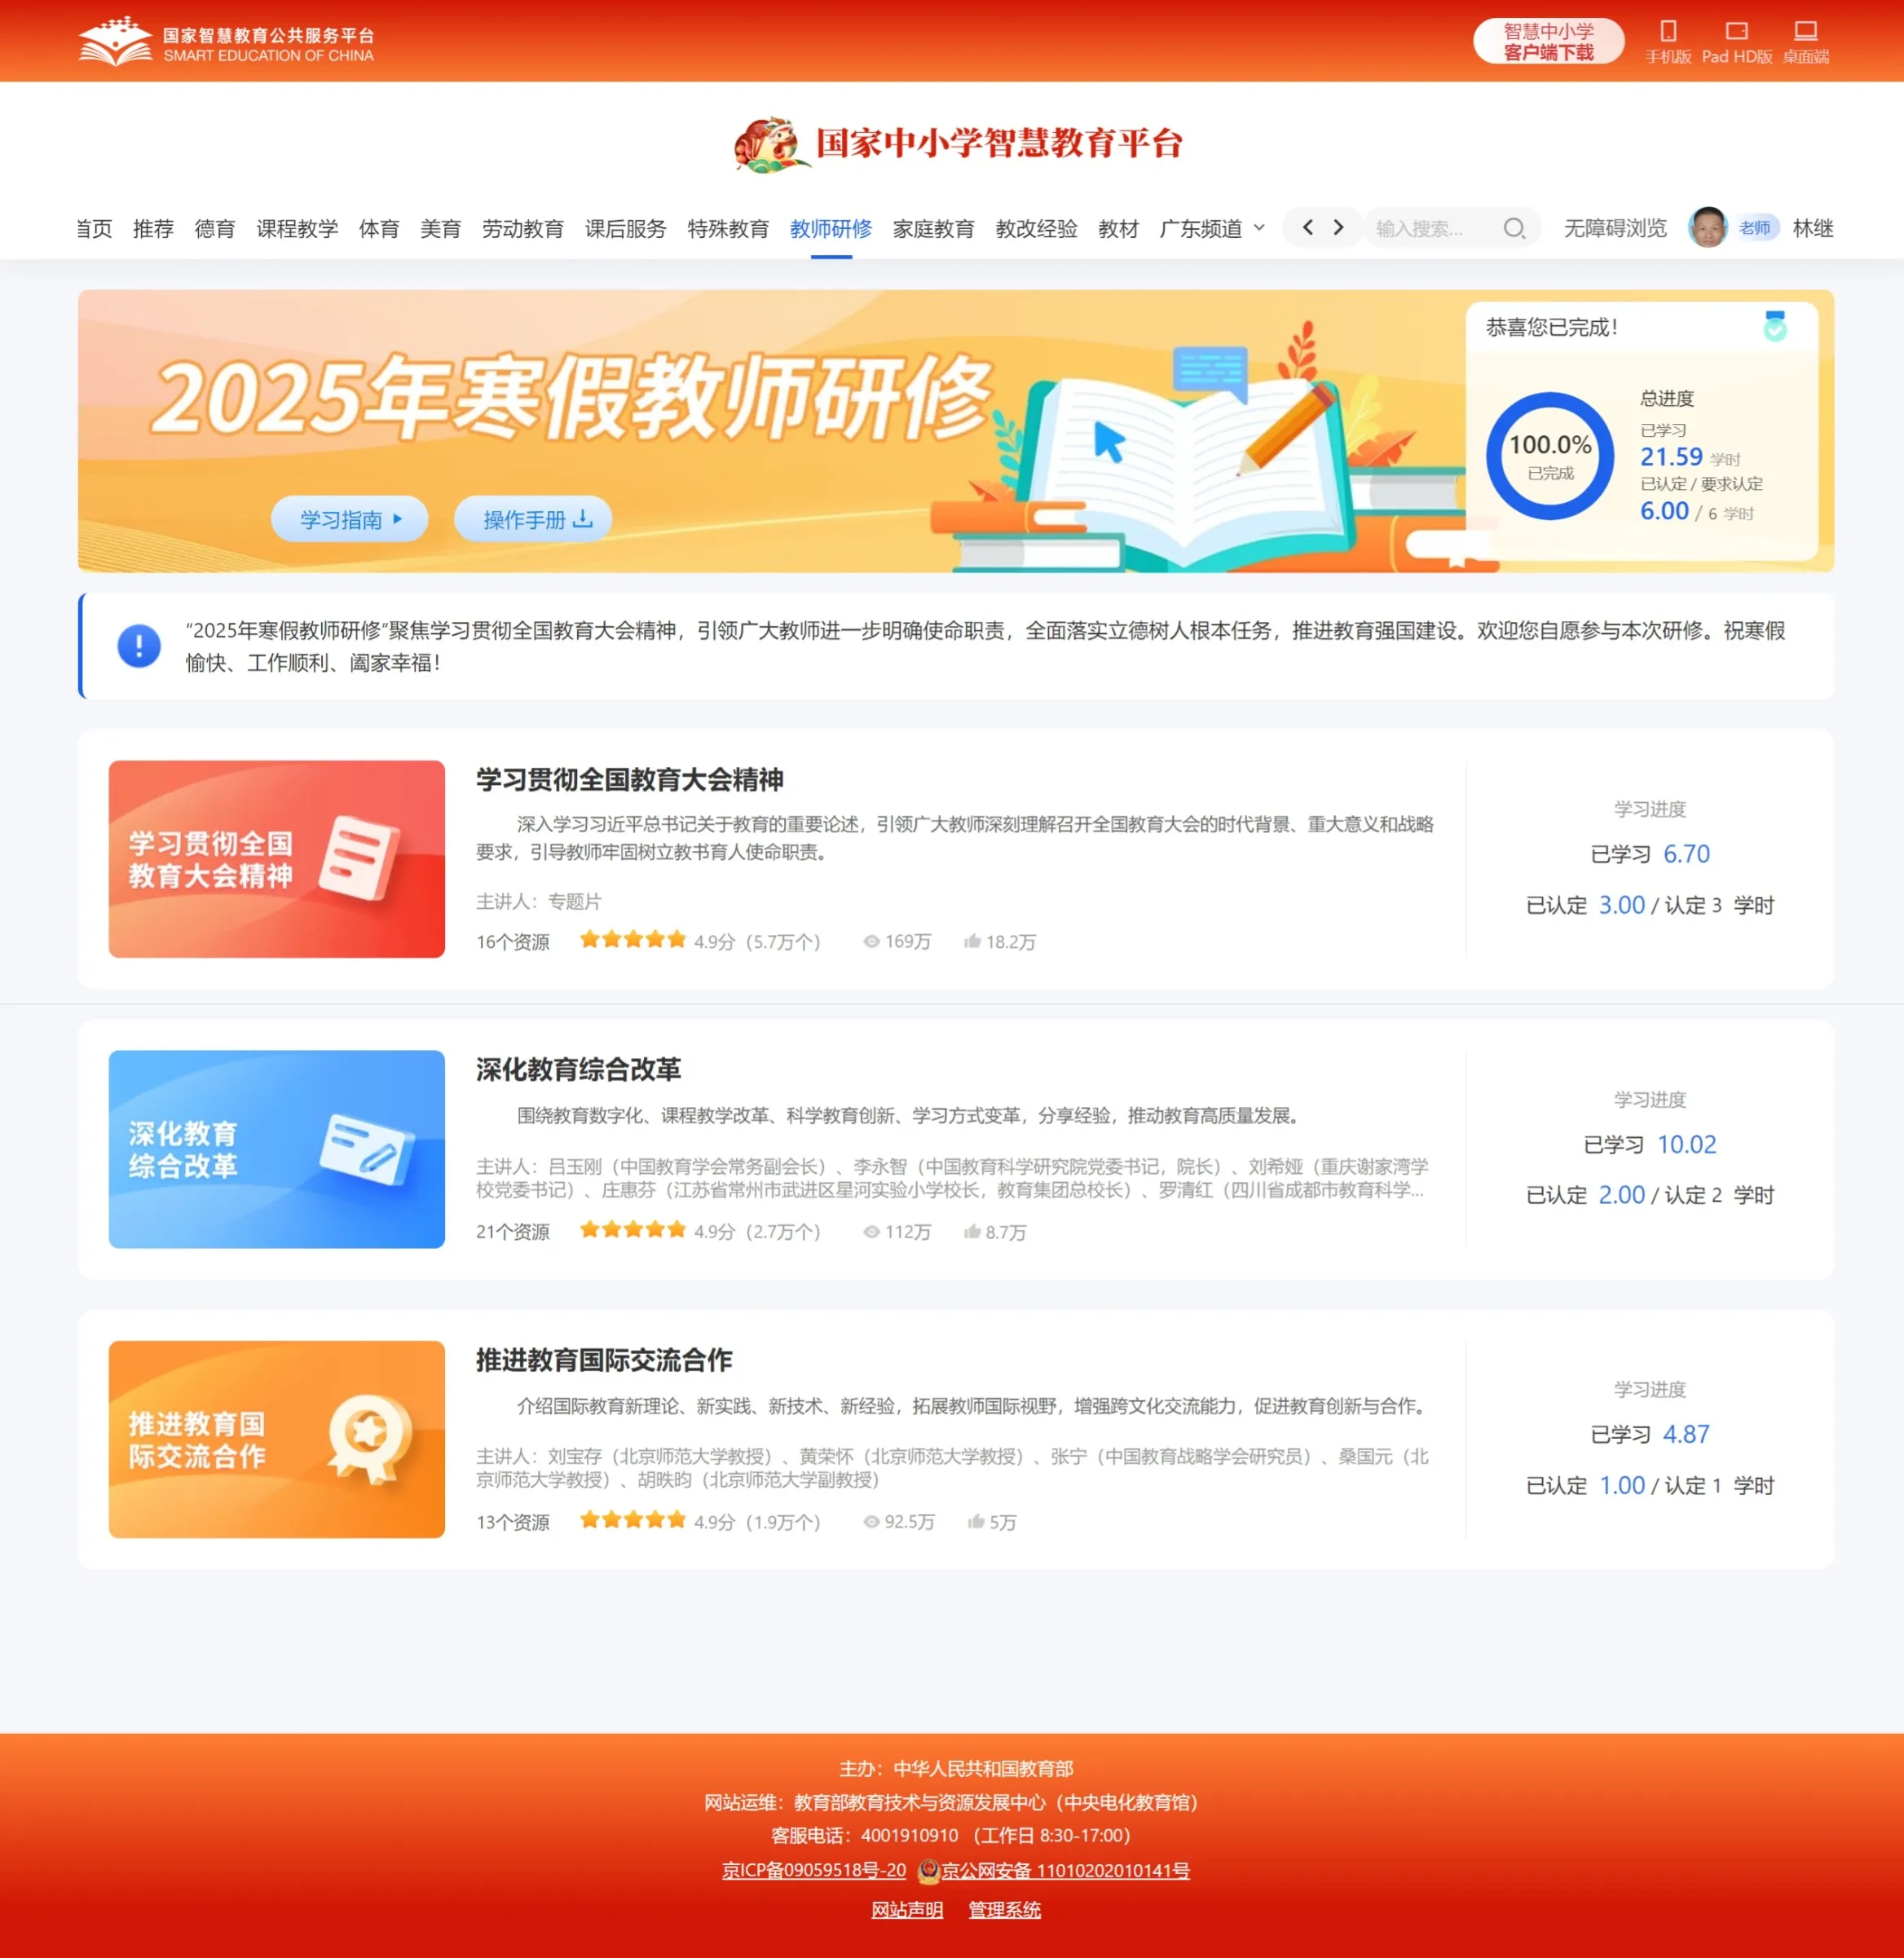 国家智慧教育公共服务平台
SMART EDUCATION OF CHINA
智慧中小学
客户端下载
手机版 Pad HD版 桌面端
国家中小学智慧教育平台
首页 推荐 德育 课程教学 体育 美育 劳动教育 课后服务 特殊教育 教师研修 家庭教育 教改经验 教材 广东频道 输入搜索... 无障碍浏览 老师 林继
2025年寒假教师研修
学习指南 操作手册
恭喜您已完成！
100.0%
已完成
总进度
已学习
21.59 学时
已认定 / 要求认定
6.00 / 6 学时
“2025年寒假教师研修”聚焦学习贯彻全国教育大会精神，引领广大教师进一步明确使命职责，全面落实立德树人根本任务，推进教育强国建设。欢迎您自愿参与本次研修。祝寒假
愉快、工作顺利、阖家幸福！
学习贯彻全国
教育大会精神
学习贯彻全国教育大会精神
深入学习习近平总书记关于教育的重要论述，引领广大教师深刻理解召开全国教育大会的时代背景、重大意义和战略
要求，引导教师牢固树立教书育人使命职责。
主讲人：专题片
16个资源 4.9分（5.7万个） 169万 18.2万
学习进度
已学习 6.70
已认定 3.00 / 认定 3 学时
深化教育
综合改革
深化教育综合改革
围绕教育数字化、课程教学改革、科学教育创新、学习方式变革，分享经验，推动教育高质量发展。
主讲人：吕玉刚（中国教育学会常务副会长）、李永智（中国教育科学研究院党委书记，院长）、刘希娅（重庆谢家湾学
校党委书记）、庄惠芬（江苏省常州市武进区星河实验小学校长，教育集团总校长）、罗清红（四川省成都市教育科学...
21个资源 4.9分（2.7万个） 112万 8.7万
学习进度
已学习 10.02
已认定 2.00 / 认定 2 学时
推进教育国
际交流合作
推进教育国际交流合作
介绍国际教育新理论、新实践、新技术、新经验，拓展教师国际视野，增强跨文化交流能力，促进教育创新与合作。
主讲人：刘宝存（北京师范大学教授）、黄荣怀（北京师范大学教授）、张宁（中国教育战略学会研究员）、桑国元（北
京师范大学教授）、胡昳昀（北京师范大学副教授）
13个资源 4.9分（1.9万个） 92.5万 5万
学习进度
已学习 4.87
已认定 1.00 / 认定 1 学时
主办：中华人民共和国教育部
网站运维：教育部教育技术与资源发展中心（中央电化教育馆）
客服电话：4001910910 （工作日 8:30-17:00）
京ICP备09059518号-20 京公网安备 11010202010141号
网站声明 管理系统